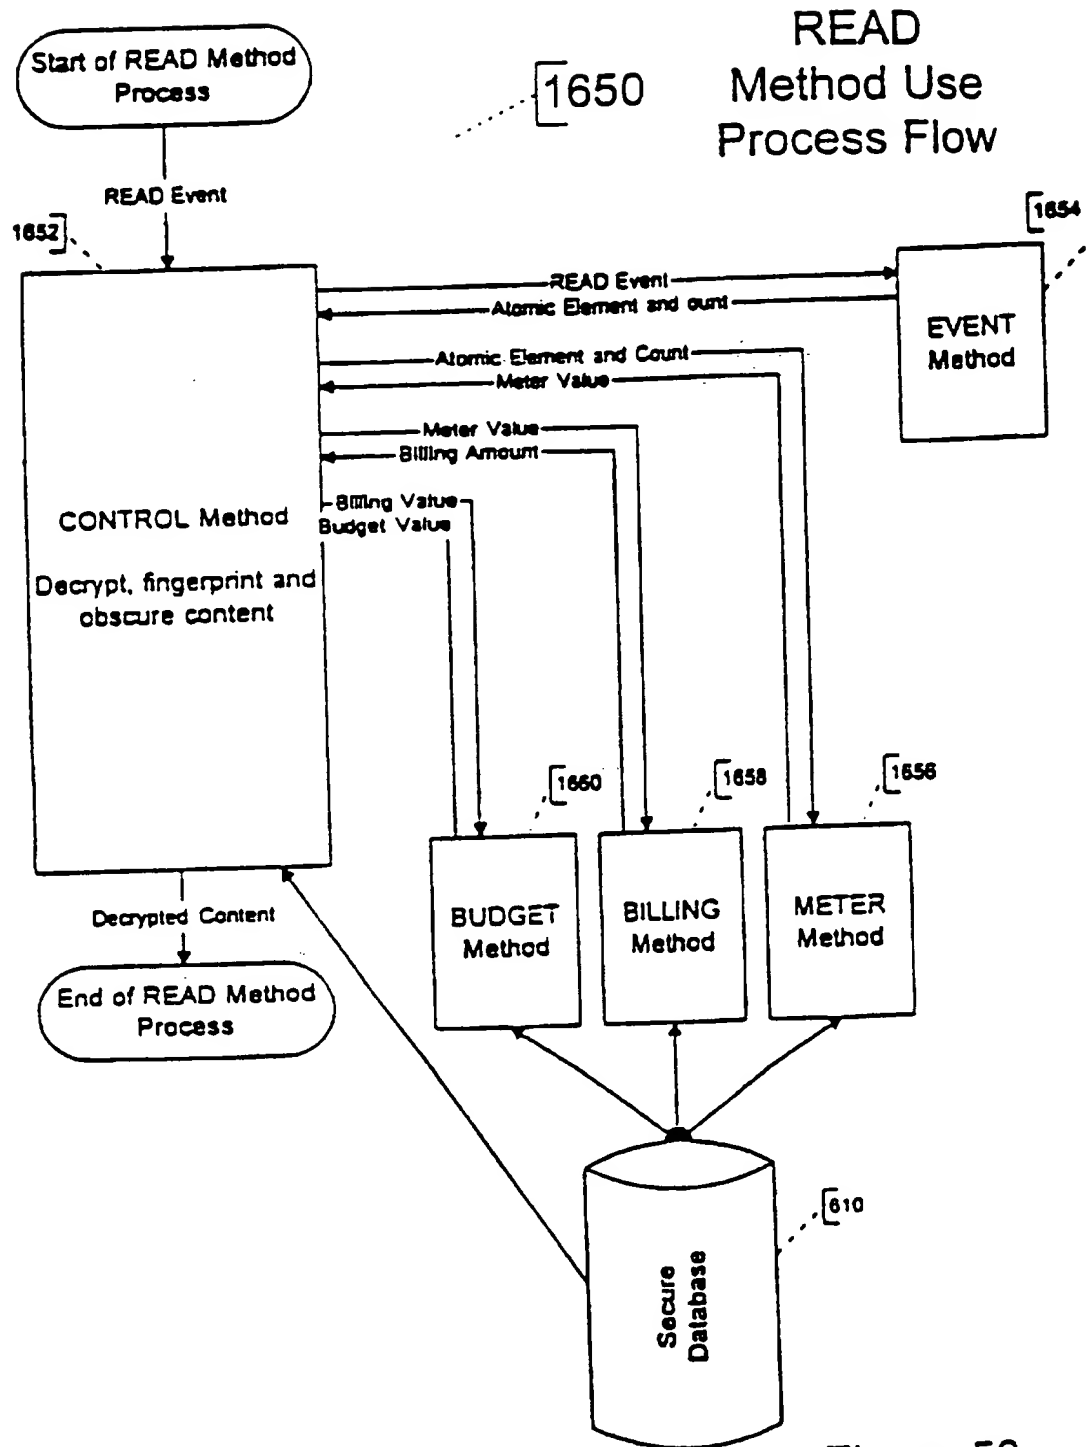 READ
Method Use
Process Flow
1650
Start of READ Method
Process
READ Event
1652
1654
READ Event
Atomic Element and ount
EVENT
Method
Atomic Element and Count
Meter Value
Meter Value
Billing Amount
Billing Value
Budget Value
CONTROL Method
Decrypt, fingerprint and
obscure content
1660
1658
1656
BUDGET
Method
BILLING
Method
METER
Method
Decrypted Content
End of READ Method
Process
610
Secure
Database